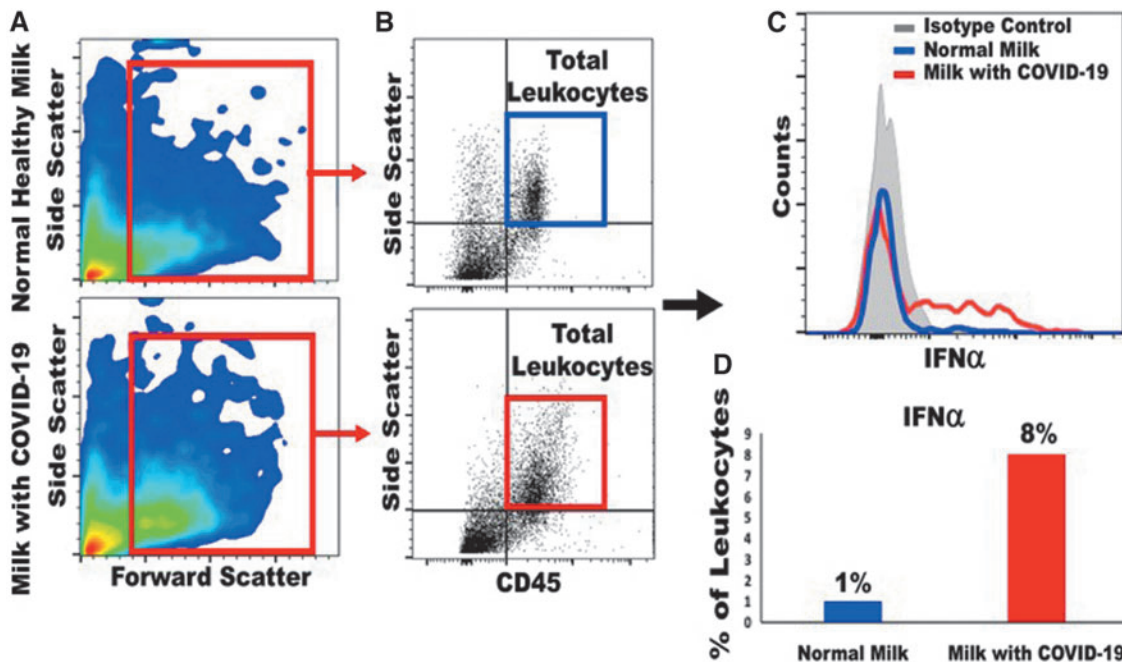 A
Normal Healthy Milk
Side Scatter
Milk with COVID-19
Side Scatter
Forward Scatter
B
Side Scatter
Total
Leukocytes
Side Scatter
Total
Leukocytes
CD45
C
Counts
Isotype Control
Normal Milk
Milk with COVID-19
IFNα
D
IFNα
% of Leukocytes
9
8
7
6
5
4
3
2
1
0
1%
8%
Normal Milk
Milk with COVID-19